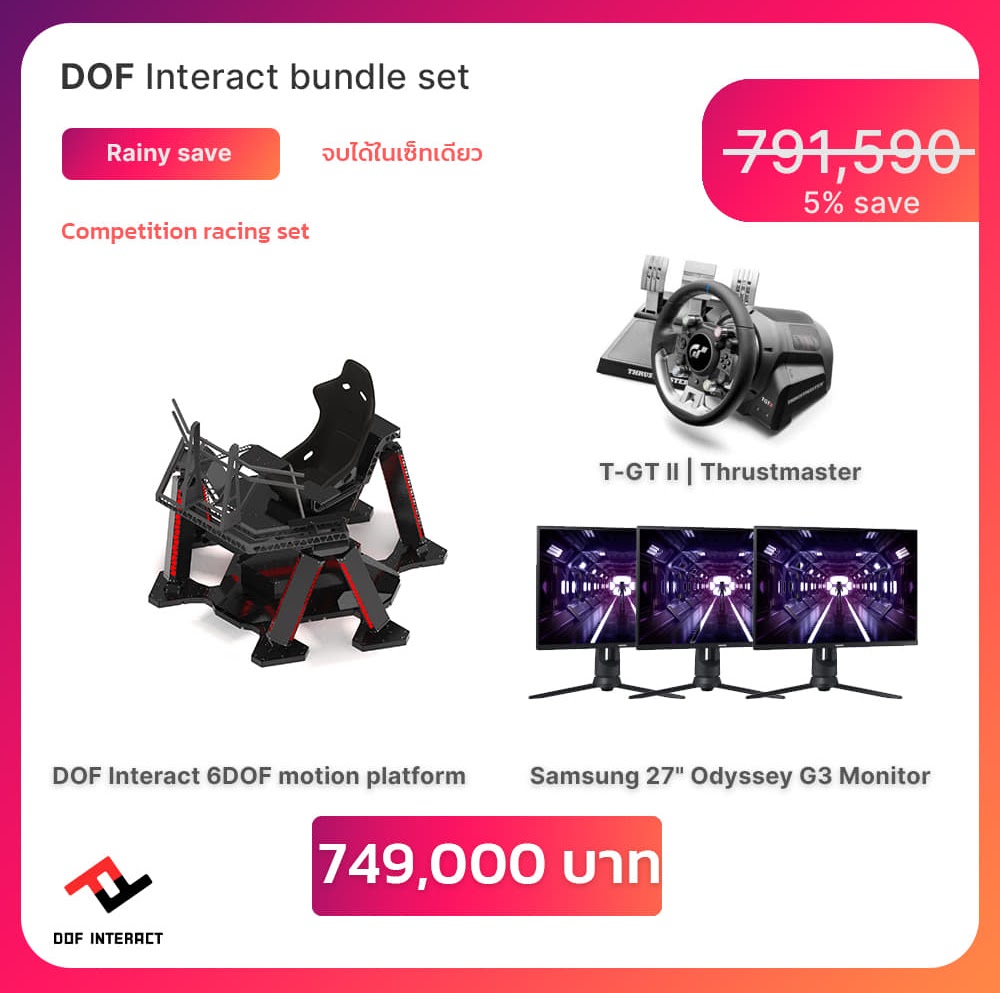 DOF Interact bundle set
Rainy save
จบได้ในเซ็ทเดียว
791,590
5% save
Competition racing set
THRUSTMASTER
T-GT II | Thrustmaster
DOF Interact 6DOF motion platform
Samsung 27" Odyssey G3 Monitor
749,000 บาท
DOF INTERACT